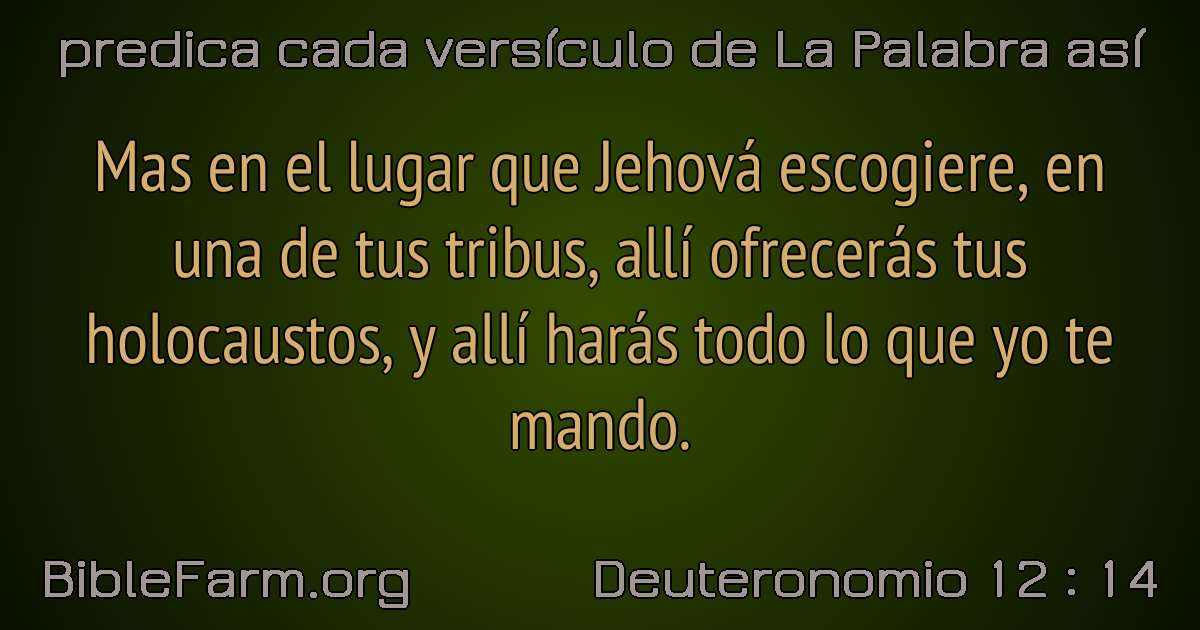 predica cada versículo de La Palabra así
Mas en el lugar que Jehová escogiere, en
una de tus tribus, allí ofrecerás tus
holocaustos, y allí harás todo lo que yo te
mando.
BibleFarm.org
Deuteronomio 12 : 14